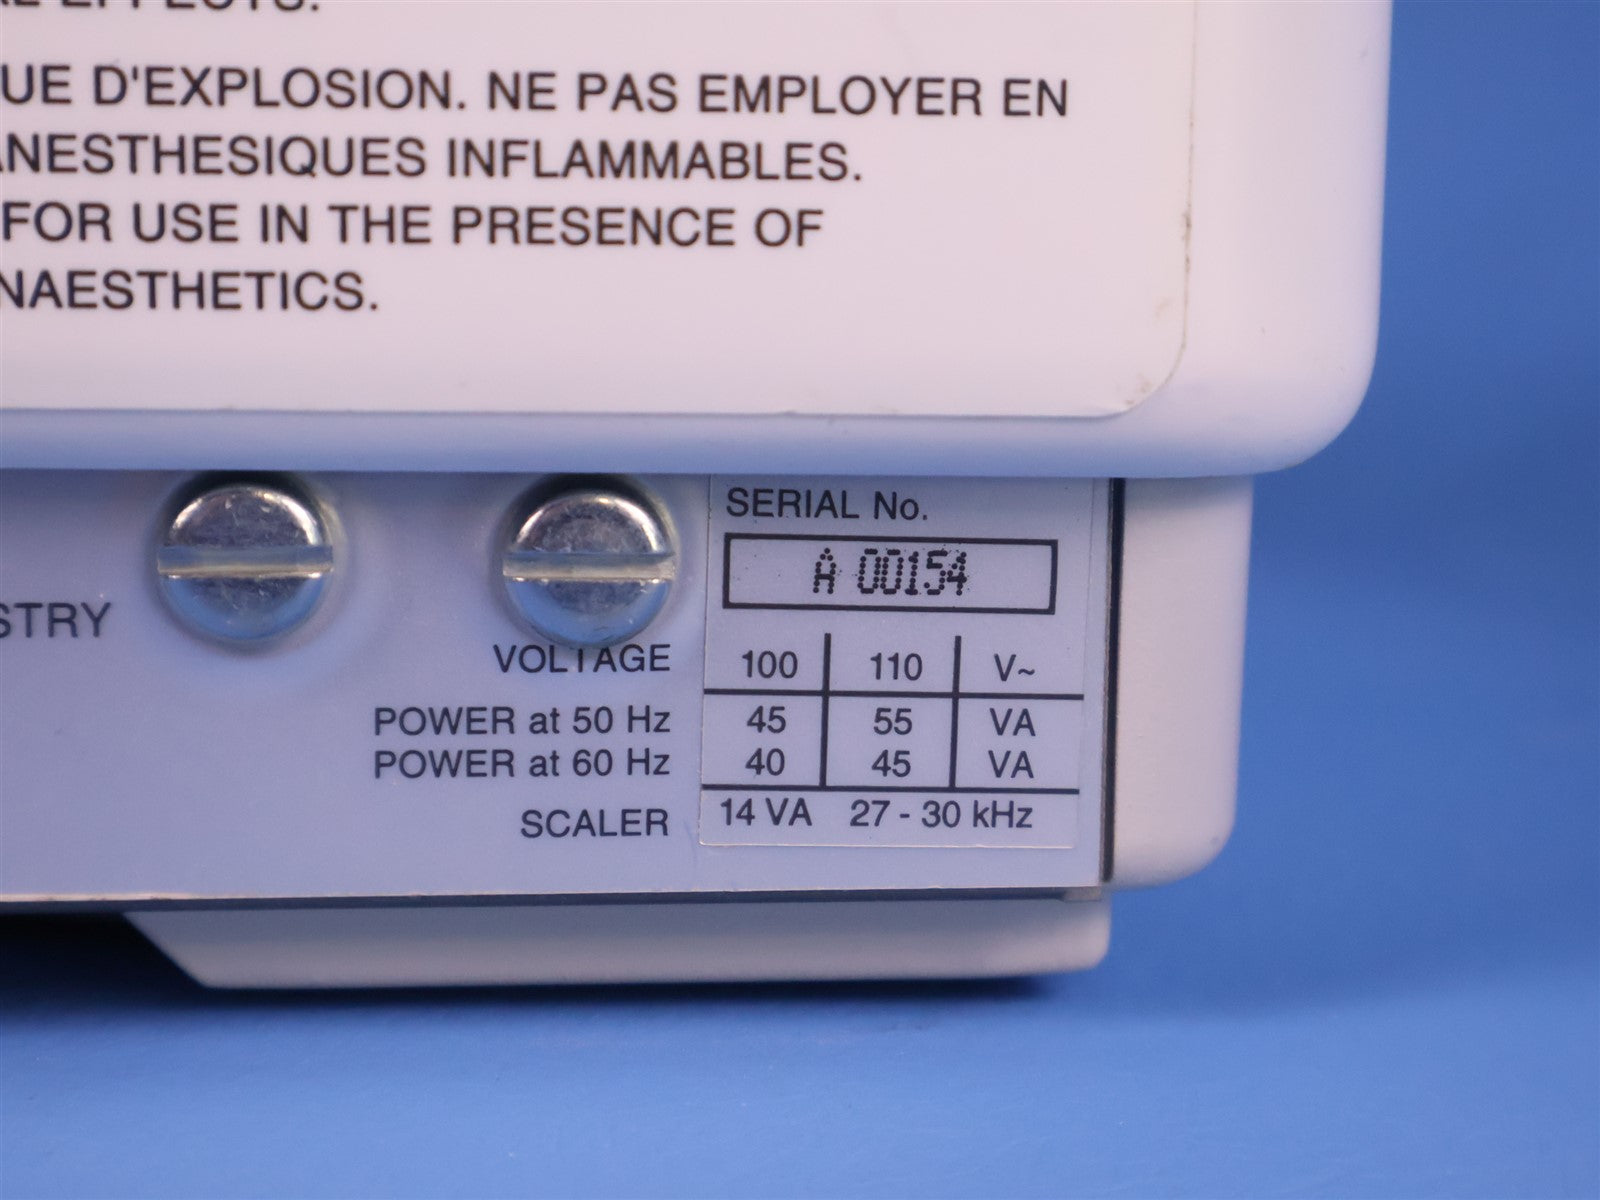 EFFECTS.
UE D'EXPLOSION. NE PAS EMPLOYER EN
ANESTHESIQUES INFLAMMABLES.
FOR USE IN THE PRESENCE OF
NAESTHETICS.
SERIAL No.
A 00154
STRY
VOLTAGE 100 110 V~
POWER at 50 Hz 45 55 VA
POWER at 60 Hz 40 45 VA
SCALER 14 VA 27 - 30 kHz